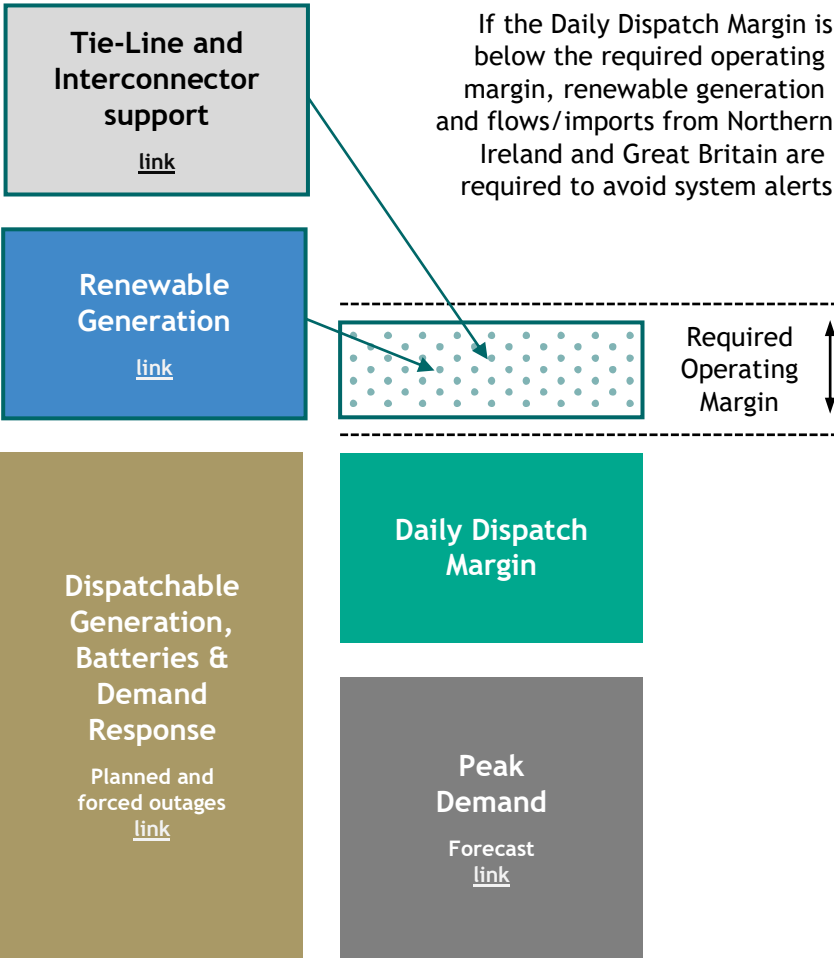 Tie-Line and
Interconnector
support
link
If the Daily Dispatch Margin is
below the required operating
margin, renewable generation
and flows/imports from Northern
Ireland and Great Britain are
required to avoid system alerts
Renewable
Generation
link
Required
Operating
Margin
Dispatchable
Generation,
Batteries &
Demand
Response
Planned and
forced outages
link
Daily Dispatch
Margin
Peak
Demand
Forecast
link